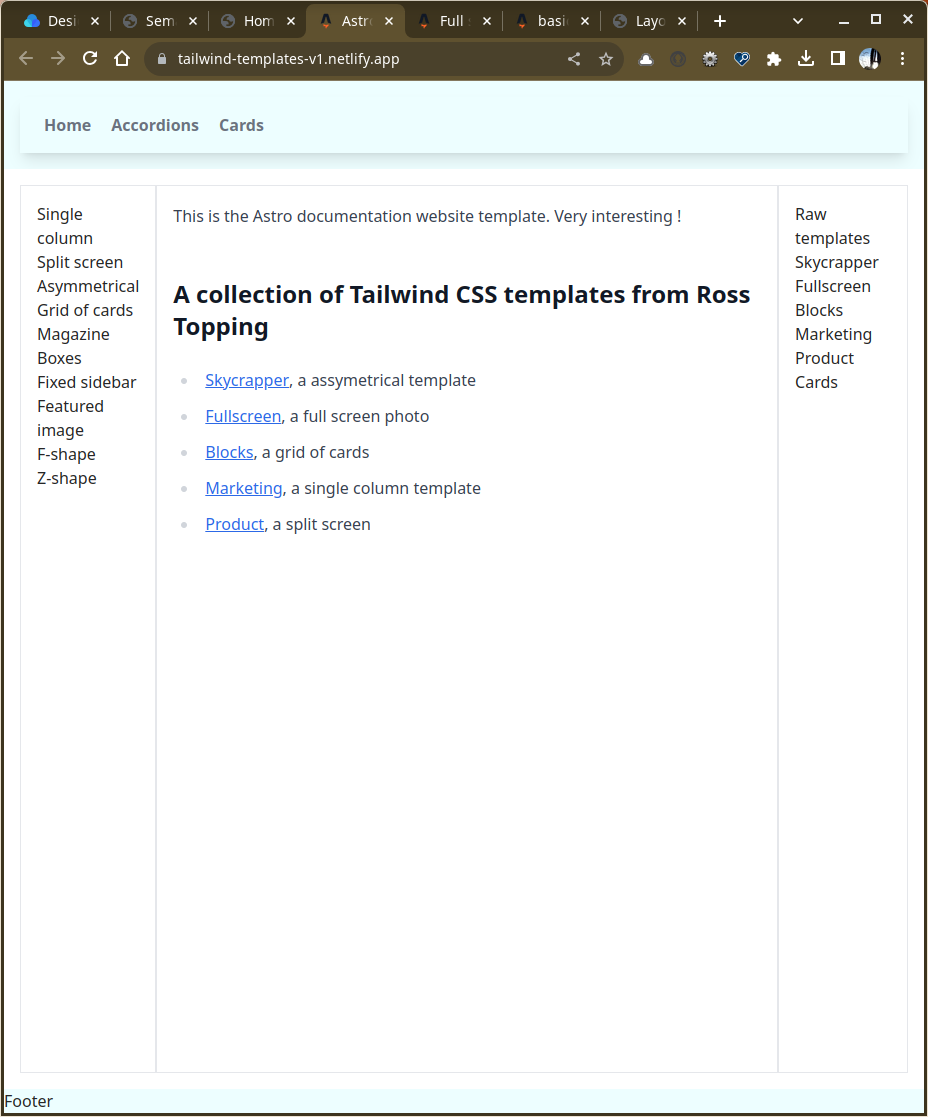 Desi
Sem
Hom
Astr
Full
basi
Layo
tailwind-templates-v1.netlify.app
Home Accordions Cards
Single
column
Split screen
Asymmetrical
Grid of cards
Magazine
Boxes
Fixed sidebar
Featured
image
F-shape
Z-shape
This is the Astro documentation website template. Very interesting !
A collection of Tailwind CSS templates from Ross
Topping
Skycrapper, a assymetrical template
Fullscreen, a full screen photo
Blocks, a grid of cards
Marketing, a single column template
Product, a split screen
Raw
templates
Skycrapper
Fullscreen
Blocks
Marketing
Product
Cards
Footer